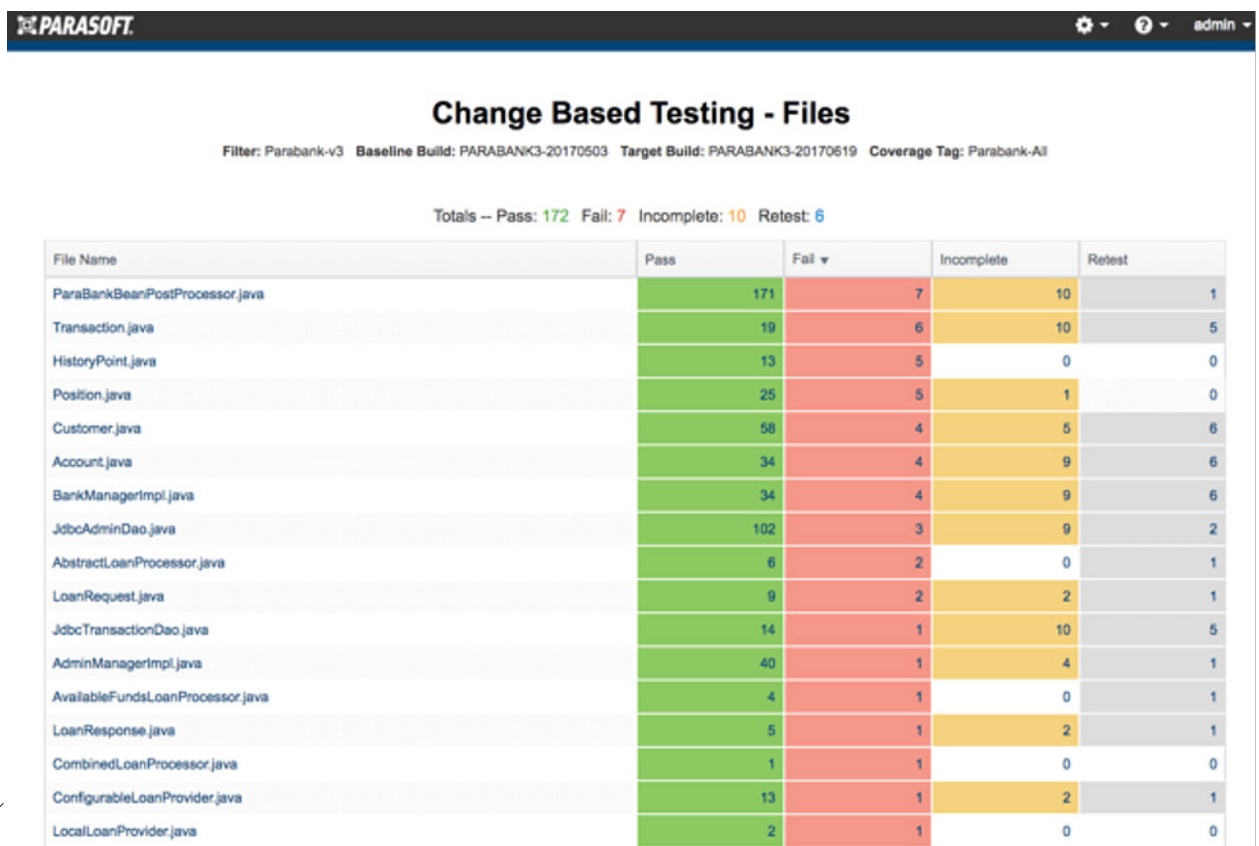 PARASOFT.
admin
Change Based Testing - Files
Filter: Parabank-v3 Baseline Build: PARABANK3-20170503 Target Build: PARABANK3-20170619 Coverage Tag: Parabank-All
Totals -- Pass: 172 Fail: 7 Incomplete: 10 Retest: 6
File Name Pass Fail Incomplete Retest
ParaBankBeanPostProcessor.java 171 7 10 1
Transaction.java 19 6 10 5
HistoryPoint.java 13 5 0 0
Position.java 25 5 1 0
Customer.java 58 4 5 6
Account.java 34 4 9 6
BankManagerImpl.java 34 4 9 6
JdbcAdminDao.java 102 3 9 2
AbstractLoanProcessor.java 6 2 0 1
LoanRequest.java 9 2 2 1
JdbcTransactionDao.java 14 1 10 5
AdminManagerImpl.java 40 1 4 1
AvailableFundsLoanProcessor.java 4 1 0 1
LoanResponse.java 5 1 2 1
CombinedLoanProcessor.java 1 1 0 0
ConfigurableLoanProvider.java 13 1 2 1
LocalLoanProvider.java 2 1 0 0